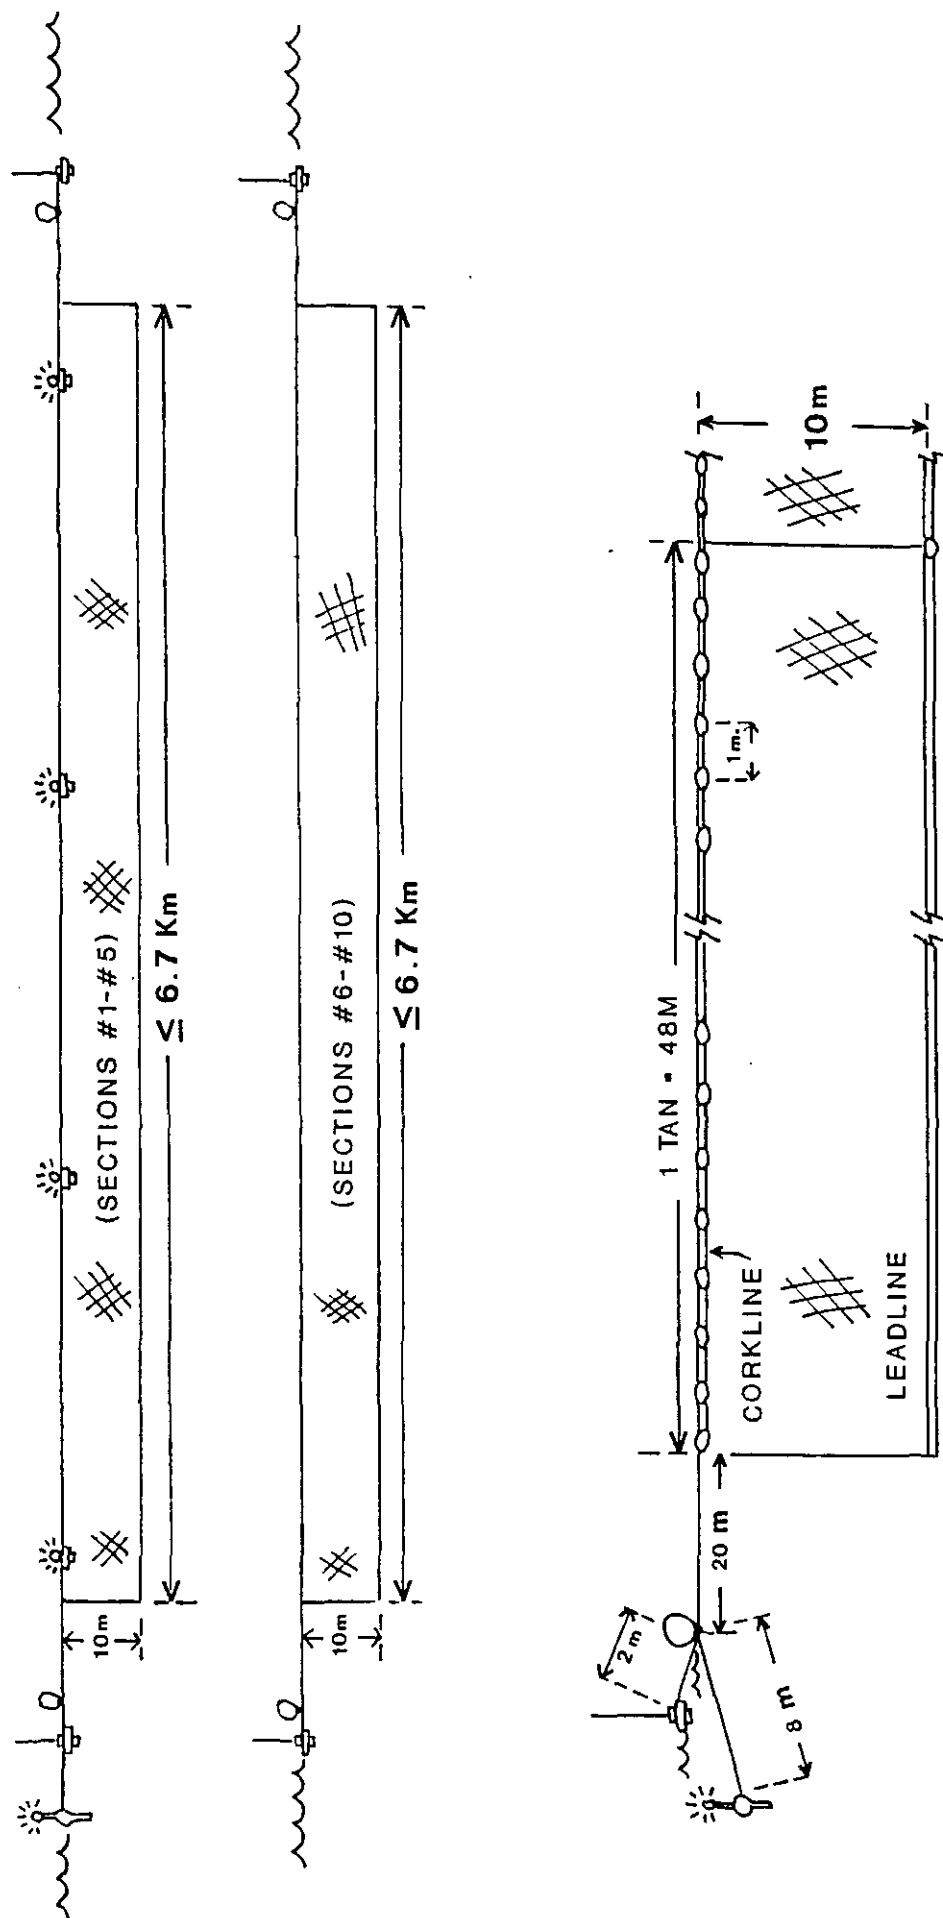 10m
(SECTIONS #1-#5)
≤ 6.7 Km
10m
(SECTIONS #6-#10)
≤ 6.7 Km
2m
8 m
20 m
1 TAN = 48M
1m.
10m
CORKLINE
LEADLINE